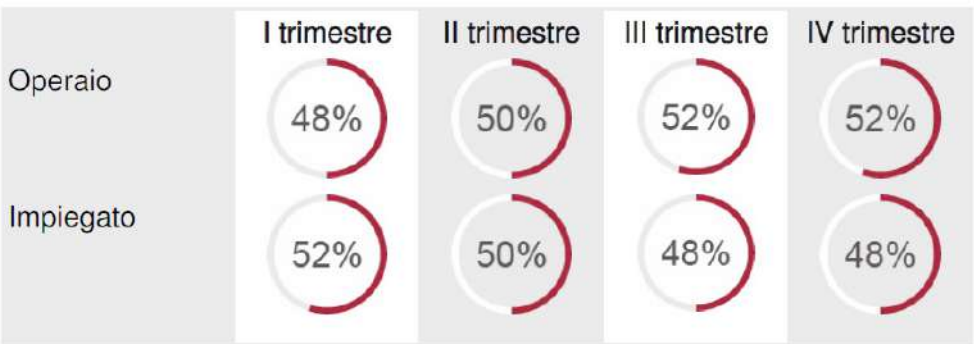 I trimestre II trimestre III trimestre IV trimestre
Operaio 48% 50% 52% 52%
Impiegato 52% 50% 48% 48%